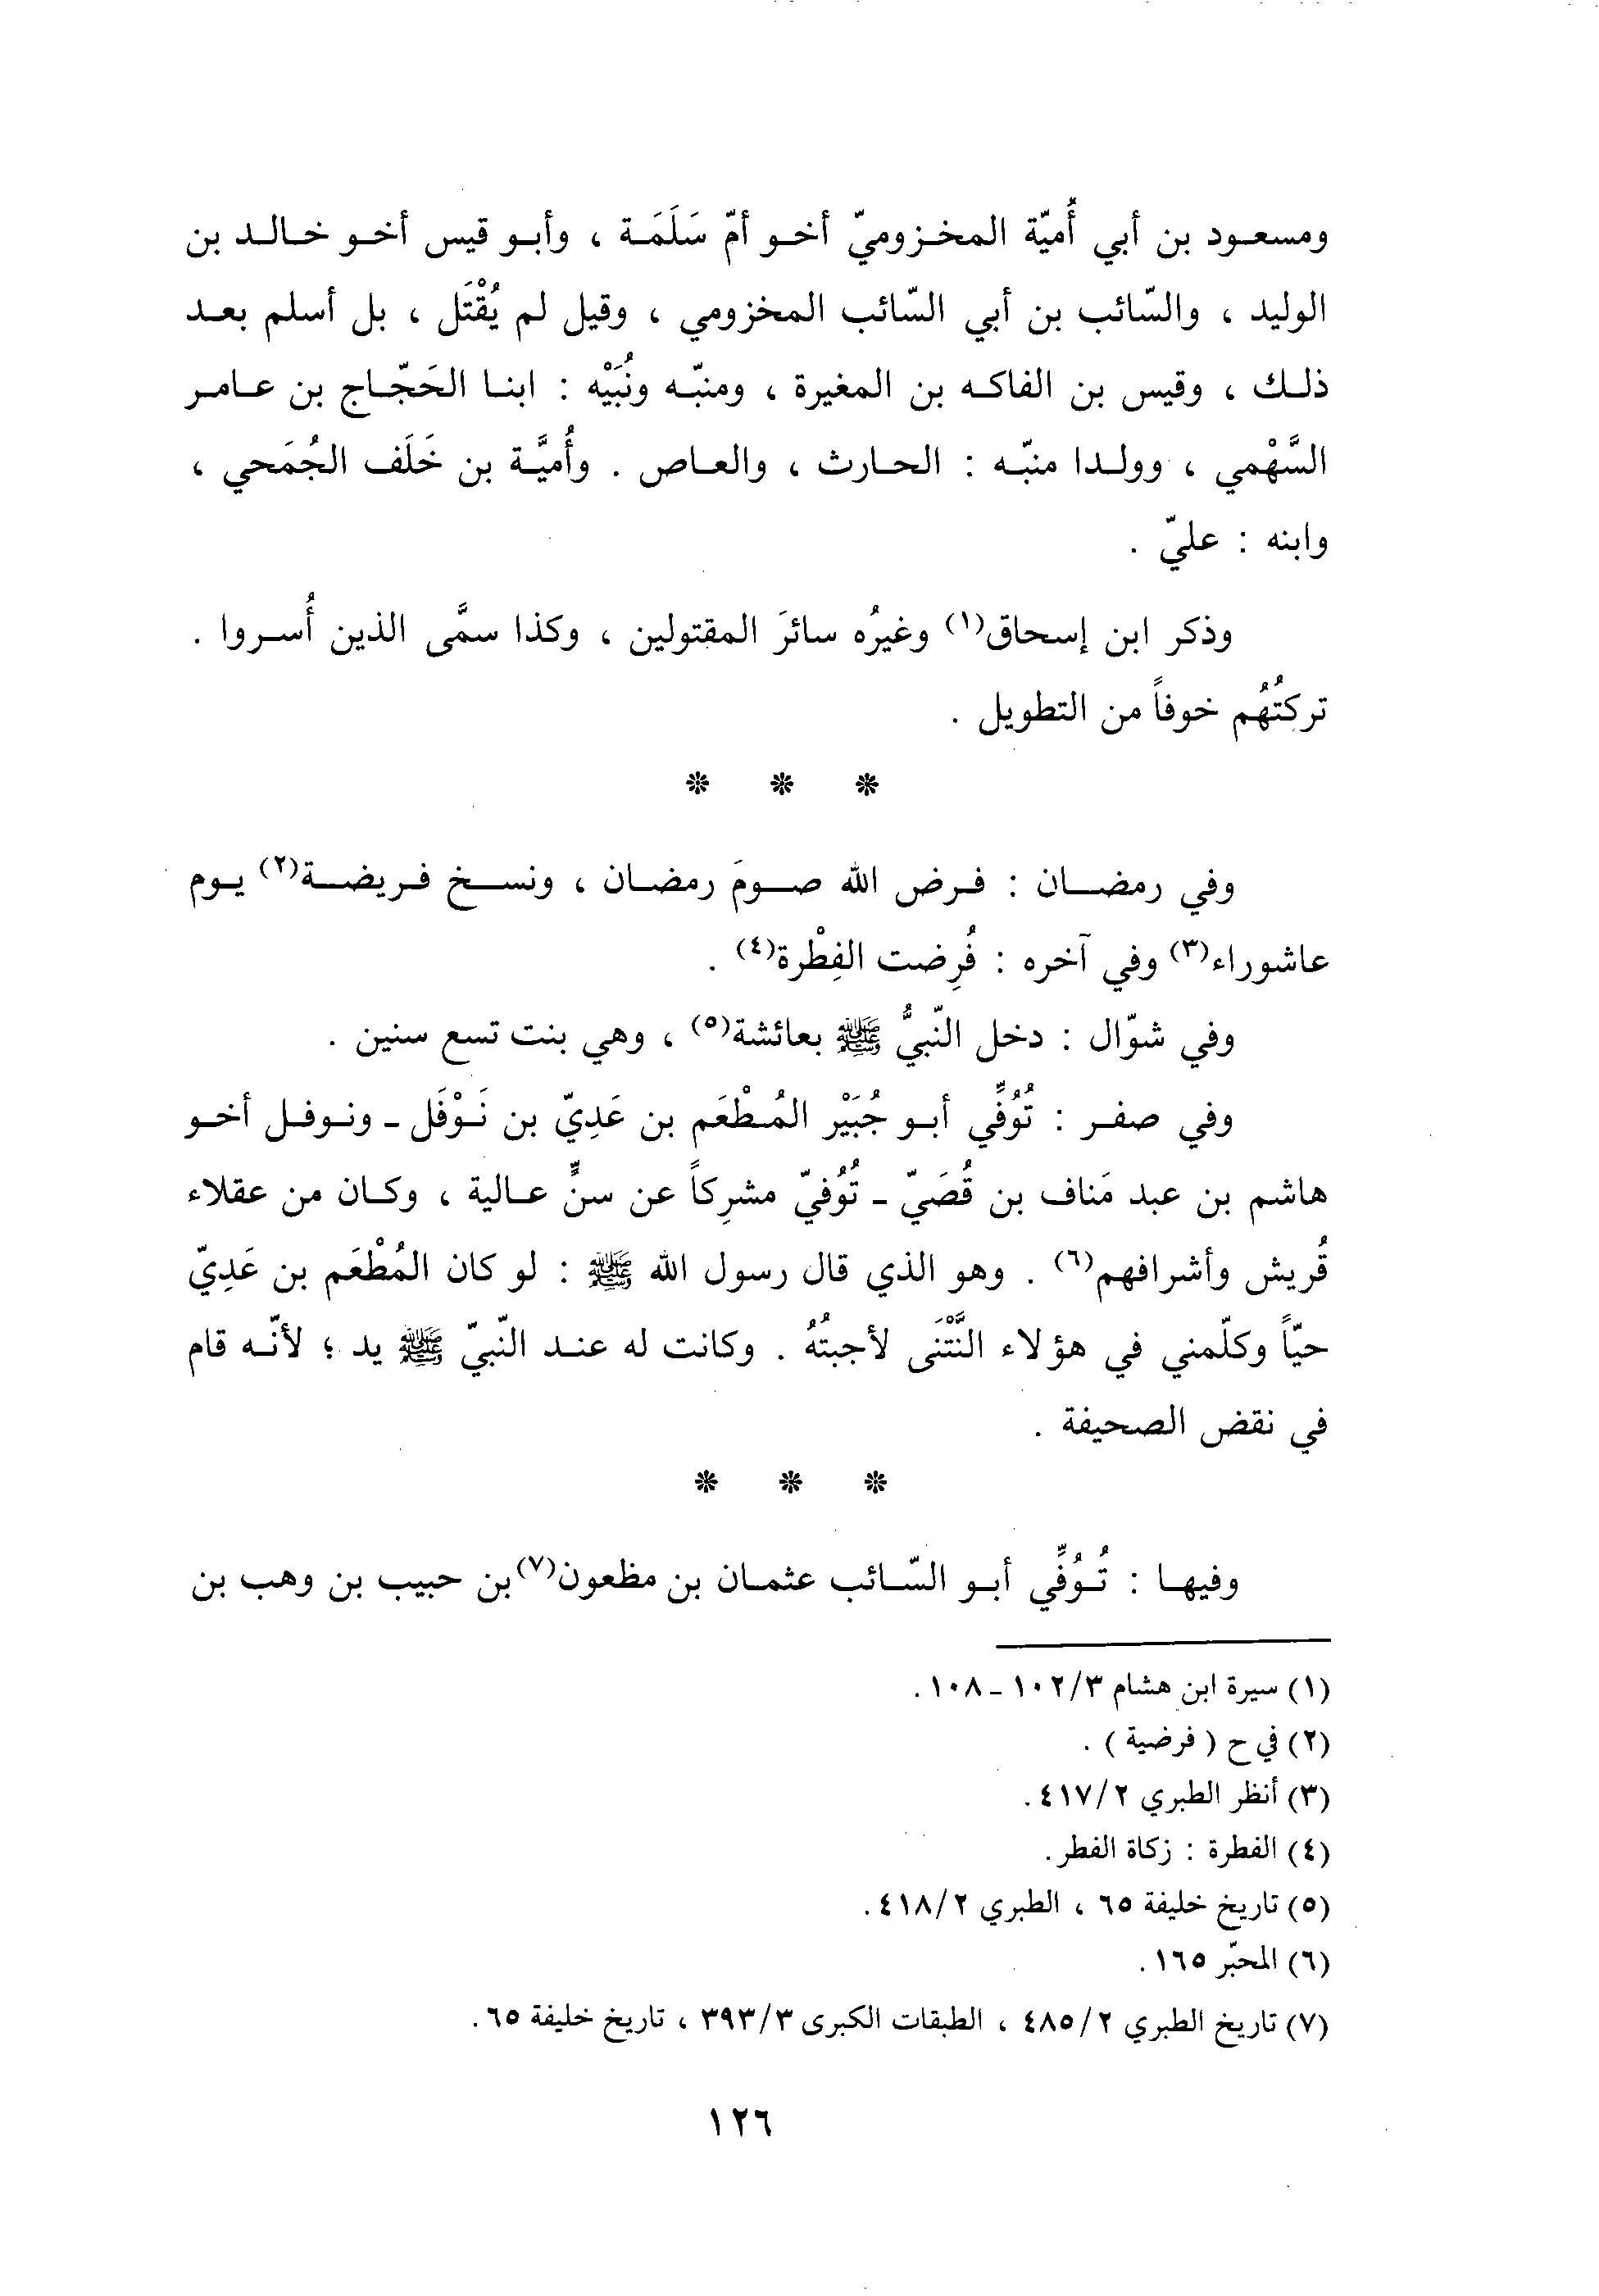 ومسعود بن أبي أُميّة المخزوميّ أخو أمّ سَلَمَة ، وأبو قيس أخو خالد بن
الوليد ، والسّائب بن أبي السّائب المخزومي ، وقيل لم يُقْتَل ، بل أسلم بعد
ذلك ، وقيس بن الفاكه بن المغيرة ، ومنبّه ونُبَيْه : ابنا الحَجّاج بن عامر
السَّهْمي ، وولدا منبّه : الحارث ، والعاص . وأُميَّة بن خَلَف الجُمَحي ،
وابنه : عليّ .
وذكر ابن إسحاق(١) وغيرُه سائرَ المقتولين ، وكذا سمَّى الذين أُسروا .
تركتُهُم خوفاً من التطويل .
* * *
وفي رمضان : فرض الله صومَ رمضان ، ونسخ فريضة(٢) يوم
عاشوراء(٣) وفي آخره : فُرِضت الفِطْرة(٤) .
وفي شوّال : دخل النّبيُّ ﷺ بعائشة(٥) ، وهي بنت تسع سنين .
وفي صفر : تُوُفِّي أبو جُبَيْر المُطْعَم بن عَدِيّ بن نَوْفَل ـ ونوفل أخو
هاشم بن عبد مَناف بن قُصَيّ ـ تُوُفيّ مشرِكاً عن سنٍّ عالية ، وكان من عقلاء
قُريش وأشرافهم(٦) . وهو الذي قال رسول الله ﷺ : لو كان المُطْعَم بن عَدِيّ
حيّاً وكلّمني في هؤلاء النَّتْنَى لأجبتُهُ . وكانت له عند النّبيّ ﷺ يد ؛ لأنّه قام
في نقض الصحيفة .
* * *
وفيها : تُوُفِّي أبو السّائب عثمان بن مظعون(٧) بن حبيب بن وهب بن
(١) سيرة ابن هشام ٣/١٠٢ ـ ١٠٨ .
(٢) في ح ( فرضية ) .
(٣) أنظر الطبري ٢/٤١٧ .
(٤) الفطرة : زكاة الفطر .
(٥) تاريخ خليفة ٦٥ ، الطبري ٢/٤١٨ .
(٦) المحبّر ١٦٥ .
(٧) تاريخ الطبري ٢/٤٨٥ ، الطبقات الكبرى ٣/٣٩٣ ، تاريخ خليفة ٦٥ .
١٢٦